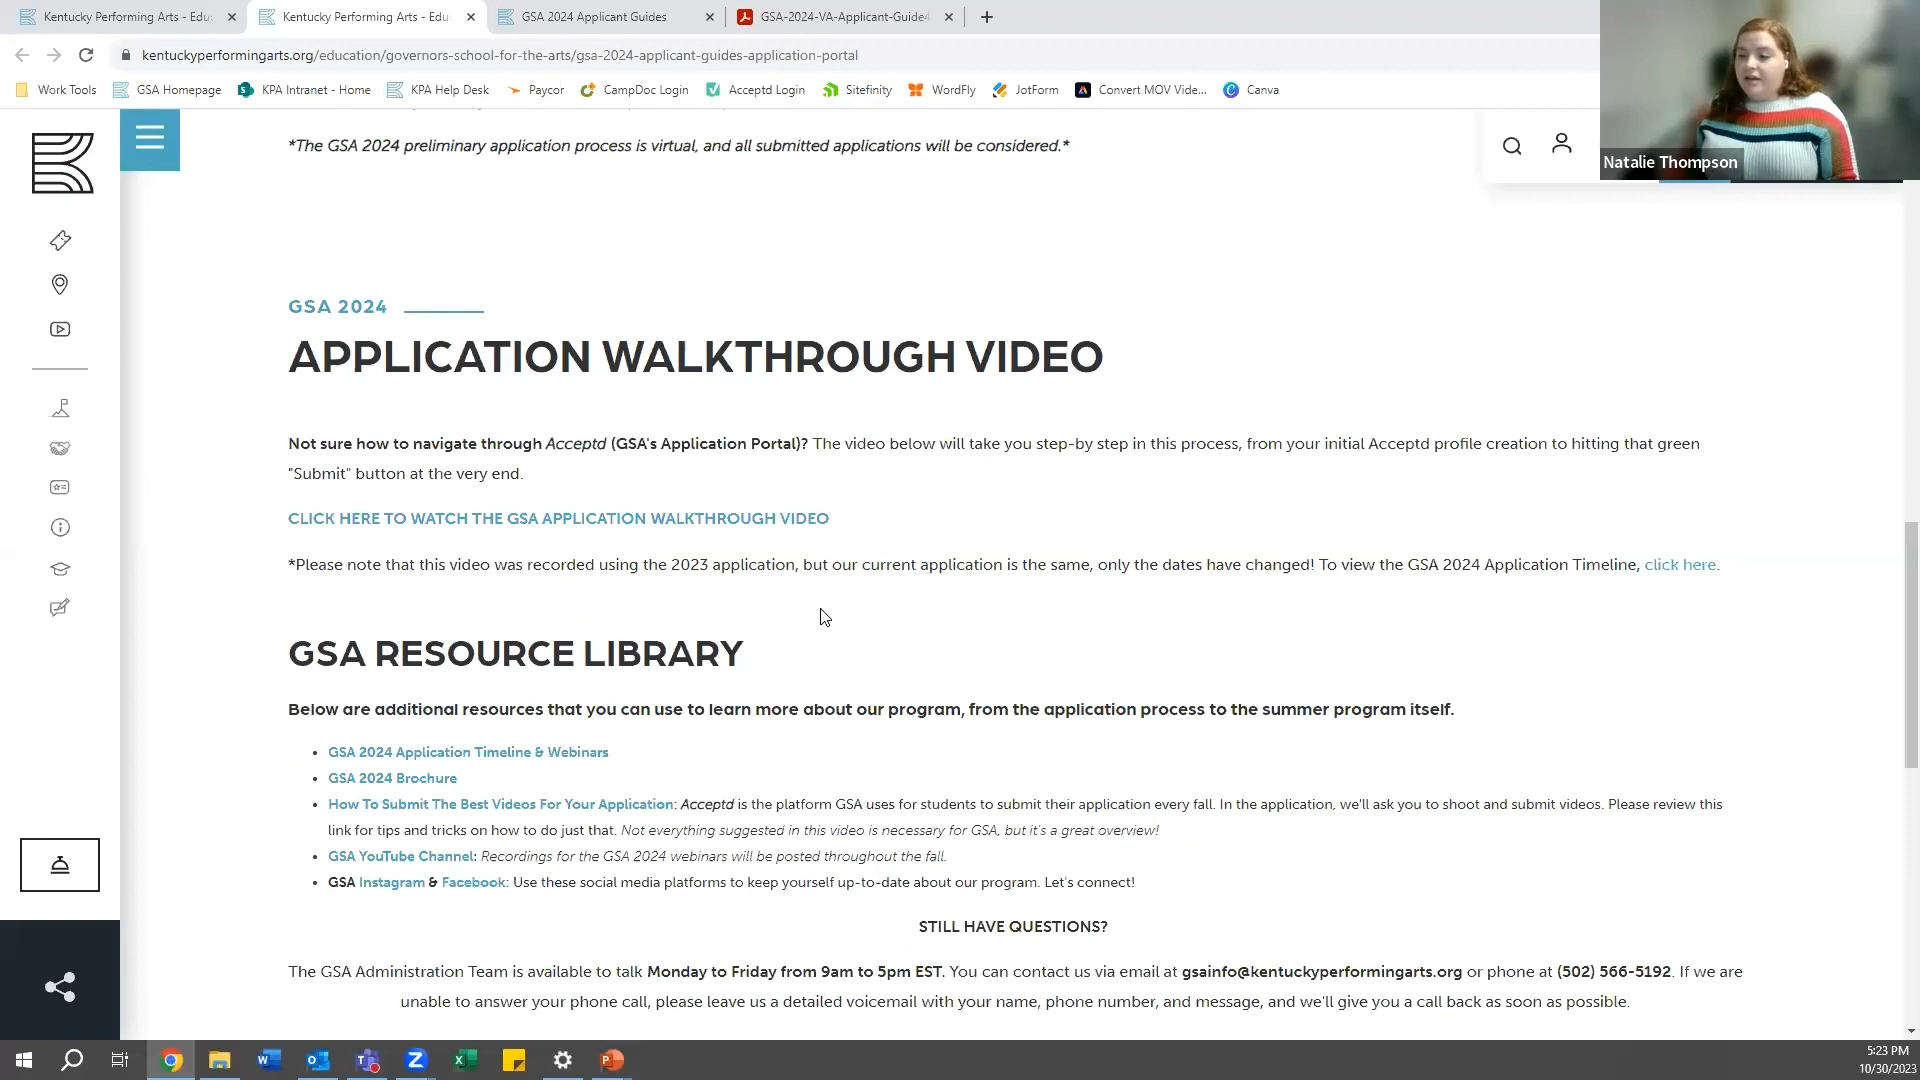 Kentucky Performing Arts - Edu
Kentucky Performing Arts - Edu
GSA 2024 Applicant Guides
GSA-2024-VA-Applicant-Guide4
kentuckyperformingarts.org/education/governors-school-for-the-arts/gsa-2024-applicant-guides-application-portal
Work Tools
GSA Homepage
KPA Intranet - Home
KPA Help Desk
Paycor
CampDoc Login
Acceptd Login
Sitefinity
WordFly
JotForm
Convert MOV Vide...
Canva
*The GSA 2024 preliminary application process is virtual, and all submitted applications will be considered.*
Natalie Thompson
GSA 2024
APPLICATION WALKTHROUGH VIDEO
Not sure how to navigate through Acceptd (GSA's Application Portal)? The video below will take you step-by step in this process, from your initial Acceptd profile creation to hitting that green
"Submit" button at the very end.
CLICK HERE TO WATCH THE GSA APPLICATION WALKTHROUGH VIDEO
*Please note that this video was recorded using the 2023 application, but our current application is the same, only the dates have changed! To view the GSA 2024 Application Timeline, click here.
GSA RESOURCE LIBRARY
Below are additional resources that you can use to learn more about our program, from the application process to the summer program itself.
• GSA 2024 Application Timeline & Webinars
• GSA 2024 Brochure
• How To Submit The Best Videos For Your Application: Acceptd is the platform GSA uses for students to submit their application every fall. In the application, we'll ask you to shoot and submit videos. Please review this
link for tips and tricks on how to do just that. Not everything suggested in this video is necessary for GSA, but it's a great overview!
• GSA YouTube Channel: Recordings for the GSA 2024 webinars will be posted throughout the fall.
• GSA Instagram & Facebook: Use these social media platforms to keep yourself up-to-date about our program. Let's connect!
STILL HAVE QUESTIONS?
The GSA Administration Team is available to talk Monday to Friday from 9am to 5pm EST. You can contact us via email at gsainfo@kentuckyperformingarts.org or phone at (502) 566-5192. If we are
unable to answer your phone call, please leave us a detailed voicemail with your name, phone number, and message, and we'll give you a call back as soon as possible.
5:23 PM
10/30/2023